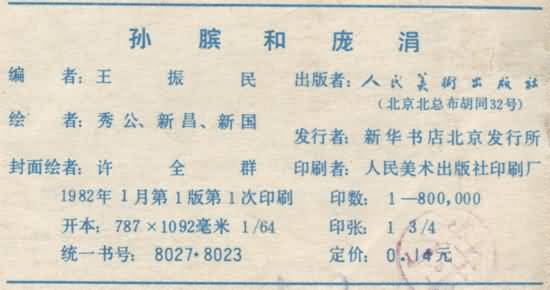 孙膑和庞涓
编者：王振民
绘者：秀公、新昌、新国
封面绘者：许全群
1982年1月第1版第1次印刷
开本：787×1092毫米 1/64
统一书号：8027·8023
出版者：人民美術出版社
（北京北总布胡同32号）
发行者：新华书店北京发行所
印刷者：人民美术出版社印刷厂
印数：1—800,000
印张：1 3/4
定价：0.14元